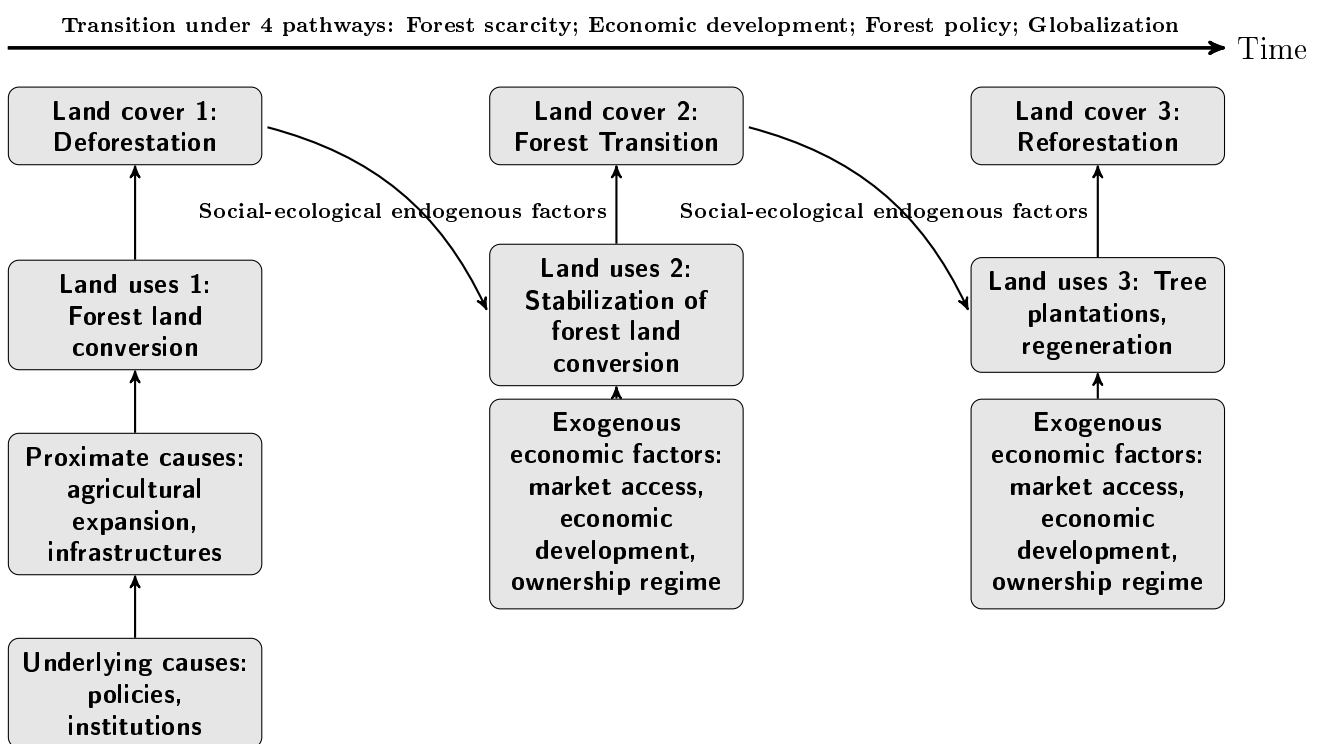 Transition under 4 pathways: Forest scarcity; Economic development; Forest policy; Globalization
Time
Land cover 1:
Deforestation
Land cover 2:
Forest Transition
Land cover 3:
Reforestation
Social-ecological endogenous factors
Social-ecological endogenous factors
Land uses 1:
Forest land
conversion
Land uses 2:
Stabilization of
forest land
conversion
Land uses 3: Tree
plantations,
regeneration
Proximate causes:
agricultural
expansion,
infrastructures
Exogenous
economic factors:
market access,
economic
development,
ownership regime
Exogenous
economic factors:
market access,
economic
development,
ownership regime
Underlying causes:
policies,
institutions